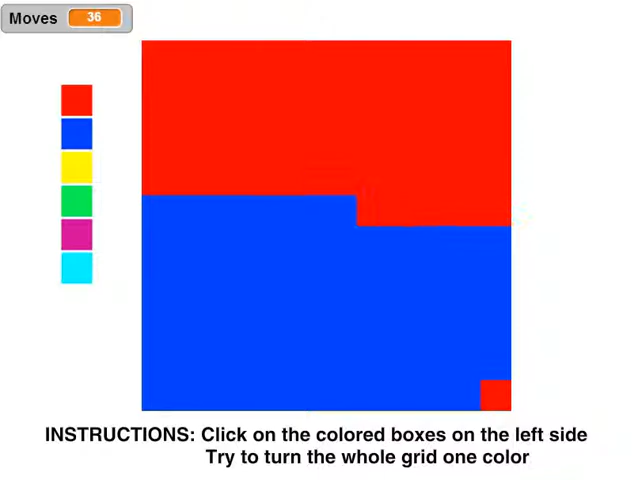 Moves 36
INSTRUCTIONS: Click on the colored boxes on the left side
Try to turn the whole grid one color